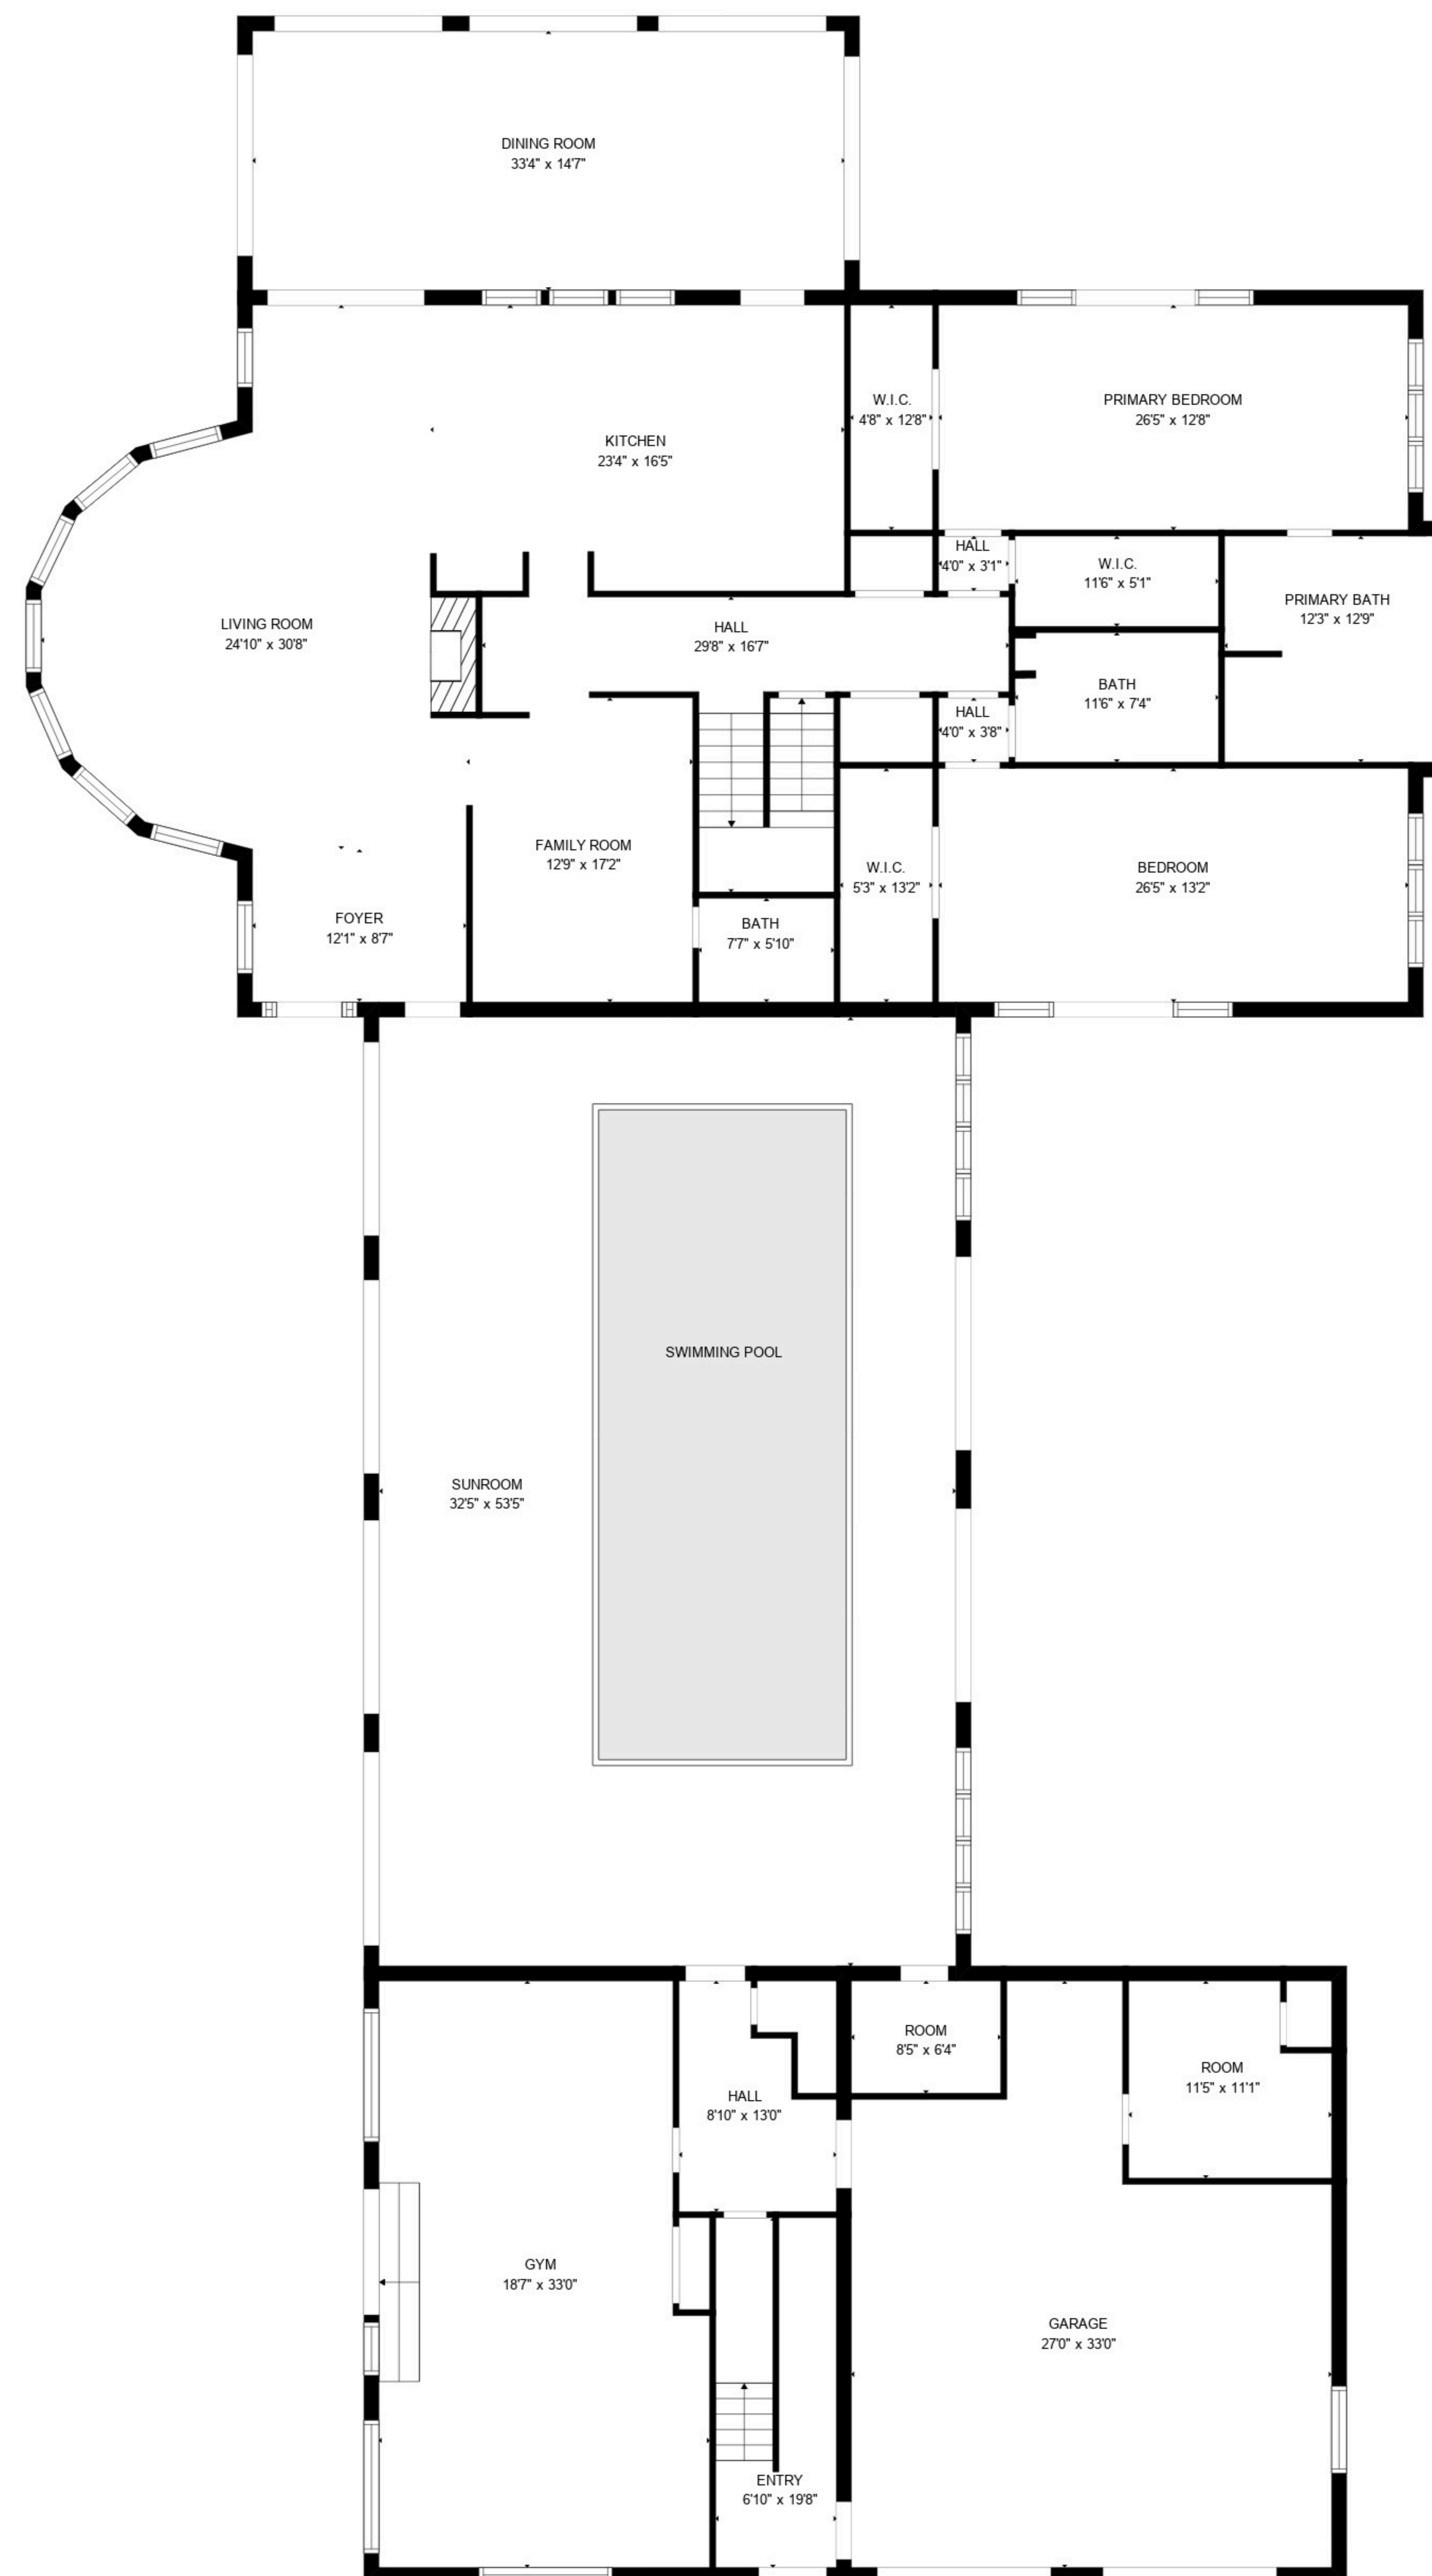 DINING ROOM
33'4" x 14'7"
W.I.C.
4'8" x 12'8"
PRIMARY BEDROOM
26'5" x 12'8"
KITCHEN
23'4" x 16'5"
HALL
4'0" x 3'1"
W.I.C.
11'6" x 5'1"
PRIMARY BATH
12'3" x 12'9"
LIVING ROOM
24'10" x 30'8"
HALL
29'8" x 16'7"
BATH
11'6" x 7'4"
HALL
4'0" x 3'8"
FAMILY ROOM
12'9" x 17'2"
W.I.C.
5'3" x 13'2"
BEDROOM
26'5" x 13'2"
FOYER
12'1" x 8'7"
BATH
7'7" x 5'10"
SWIMMING POOL
SUNROOM
32'5" x 53'5"
ROOM
8'5" x 6'4"
ROOM
11'5" x 11'1"
HALL
8'10" x 13'0"
GYM
18'7" x 33'0"
GARAGE
27'0" x 33'0"
ENTRY
6'10" x 19'8"